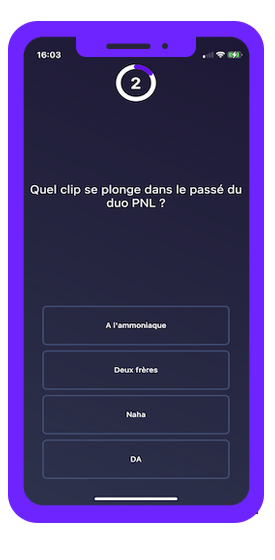 16:03
2
Quel clip se plonge dans le passé du
duo PNL ?
A l'ammoniaque
Deux frères
Naha
DA